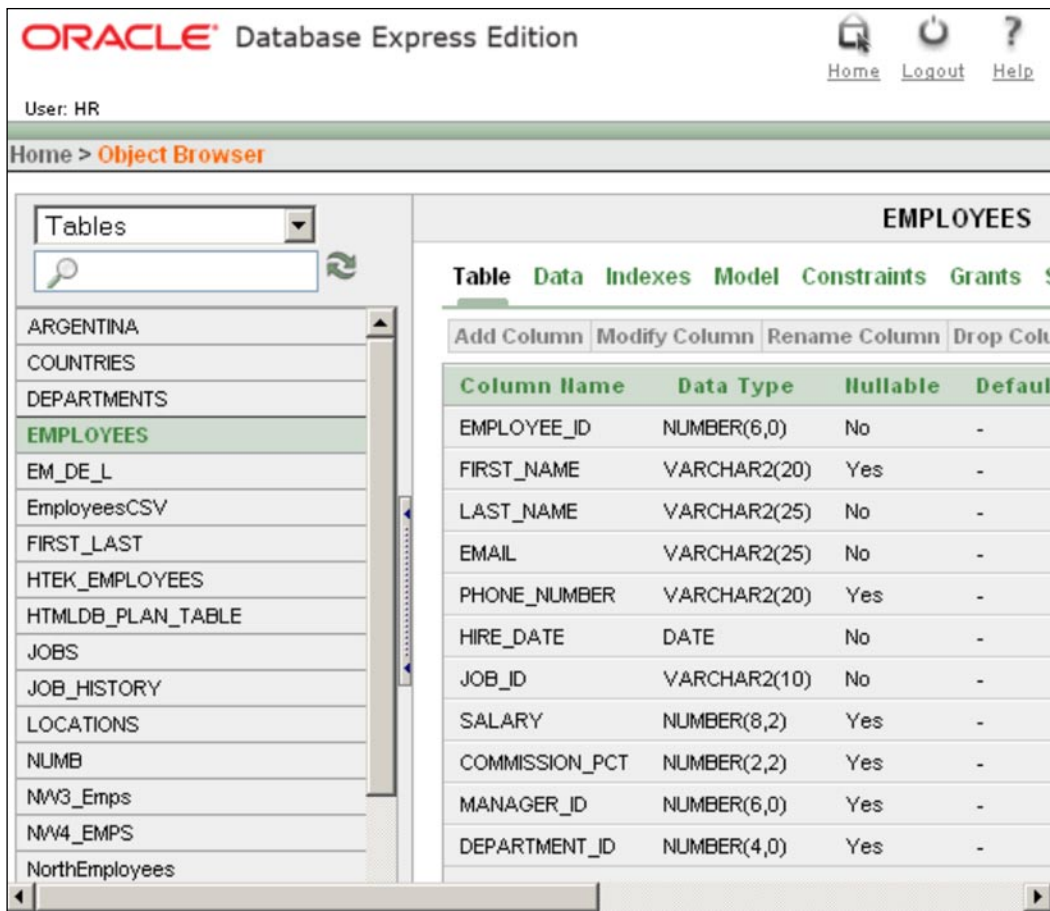 ORACLE Database Express Edition
Home Logout Help
User: HR
Home > Object Browser
Tables
ARGENTINA
COUNTRIES
DEPARTMENTS
EMPLOYEES
EM_DE_L
EmployeesCSV
FIRST_LAST
HTEK_EMPLOYEES
HTMLDB_PLAN_TABLE
JOBS
JOB_HISTORY
LOCATIONS
NUMB
NW3_Emps
NW4_EMPS
NorthEmployees
EMPLOYEES
Table Data Indexes Model Constraints Grants
Add Column Modify Column Rename Column Drop Colu
Column Name Data Type Nullable Defaul
EMPLOYEE_ID NUMBER(6,0) No -
FIRST_NAME VARCHAR2(20) Yes -
LAST_NAME VARCHAR2(25) No -
EMAIL VARCHAR2(25) No -
PHONE_NUMBER VARCHAR2(20) Yes -
HIRE_DATE DATE No -
JOB_ID VARCHAR2(10) No -
SALARY NUMBER(8,2) Yes -
COMMISSION_PCT NUMBER(2,2) Yes -
MANAGER_ID NUMBER(6,0) Yes -
DEPARTMENT_ID NUMBER(4,0) Yes -